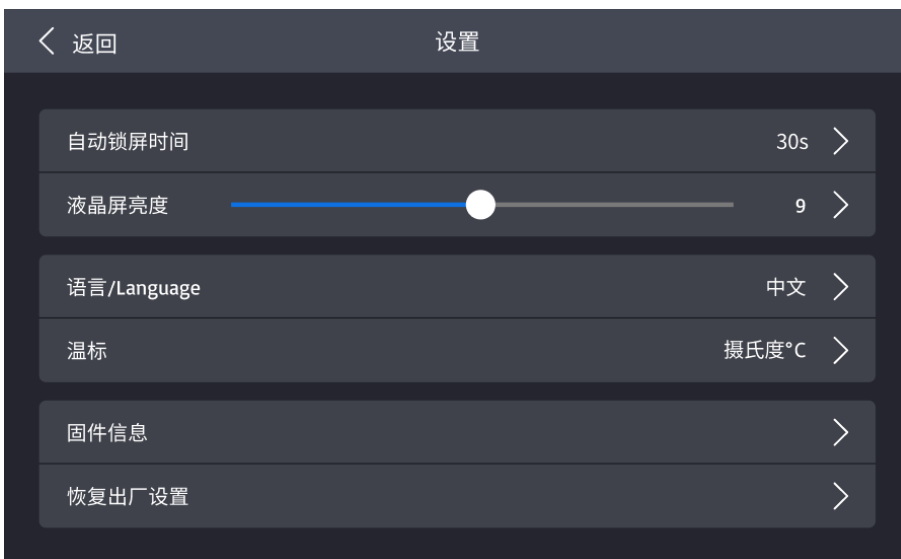 返回
设置
自动锁屏时间 30s
液晶屏亮度 9
语言/Language 中文
温标 摄氏度°C
固件信息
恢复出厂设置